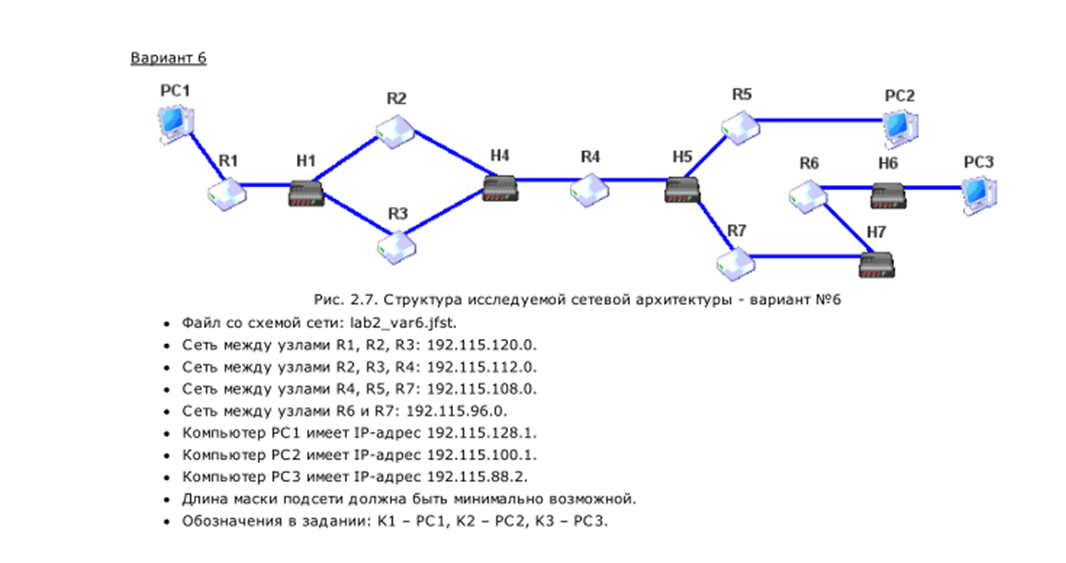 Вариант 6
PC1
R2
R5
PC2
R1
H1
H4
R4
H5
R6
H6
PC3
R3
R7
H7
Рис. 2.7. Структура исследуемой сетевой архитектуры - вариант №6
• Файл со схемой сети: lab2_var6.jfst.
• Сеть между узлами R1, R2, R3: 192.115.120.0.
• Сеть между узлами R2, R3, R4: 192.115.112.0.
• Сеть между узлами R4, R5, R7: 192.115.108.0.
• Сеть между узлами R6 и R7: 192.115.96.0.
• Компьютер PC1 имеет IP-адрес 192.115.128.1.
• Компьютер PC2 имеет IP-адрес 192.115.100.1.
• Компьютер PC3 имеет IP-адрес 192.115.88.2.
• Длина маски подсети должна быть минимально возможной.
• Обозначения в задании: K1 – PC1, K2 – PC2, K3 – PC3.